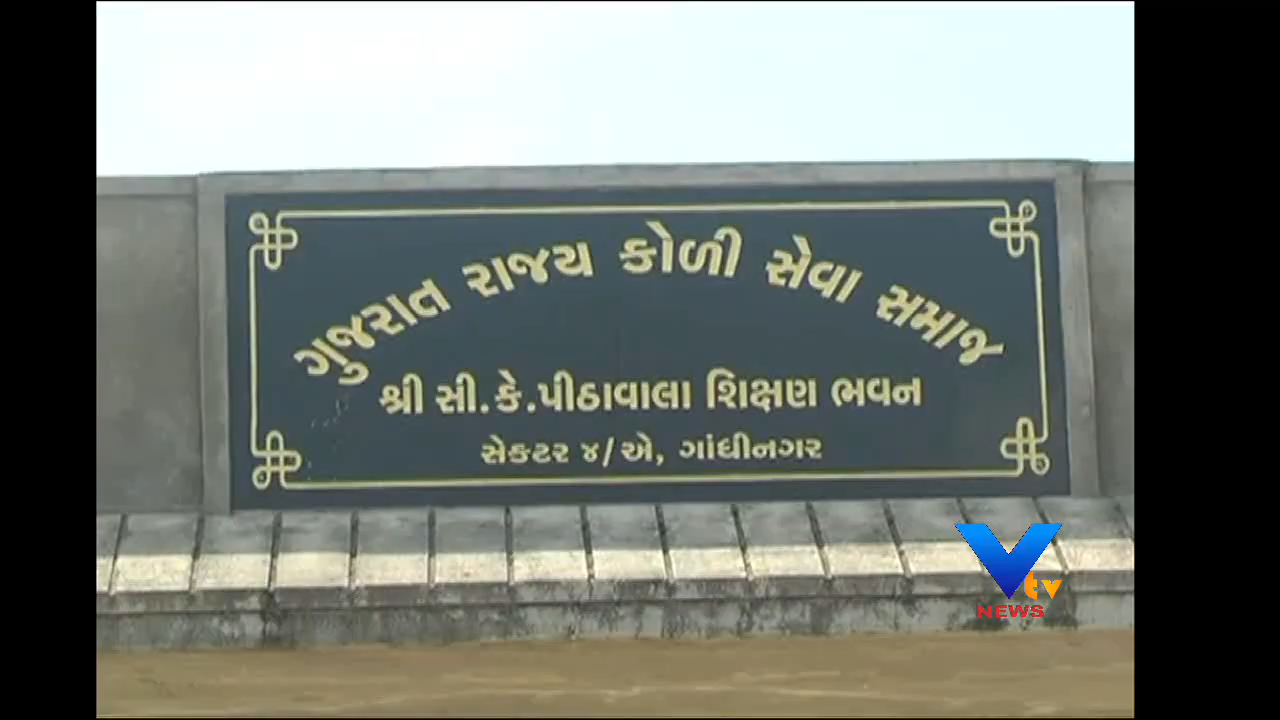 ગુજરાત રાજય કોળી સેવા સમાજ
શ્રી સી.કે.પીઠાવાલા શિક્ષણ ભવન
સેકટર ૪/એ, ગાંધીનગર
Vtv
NEWS